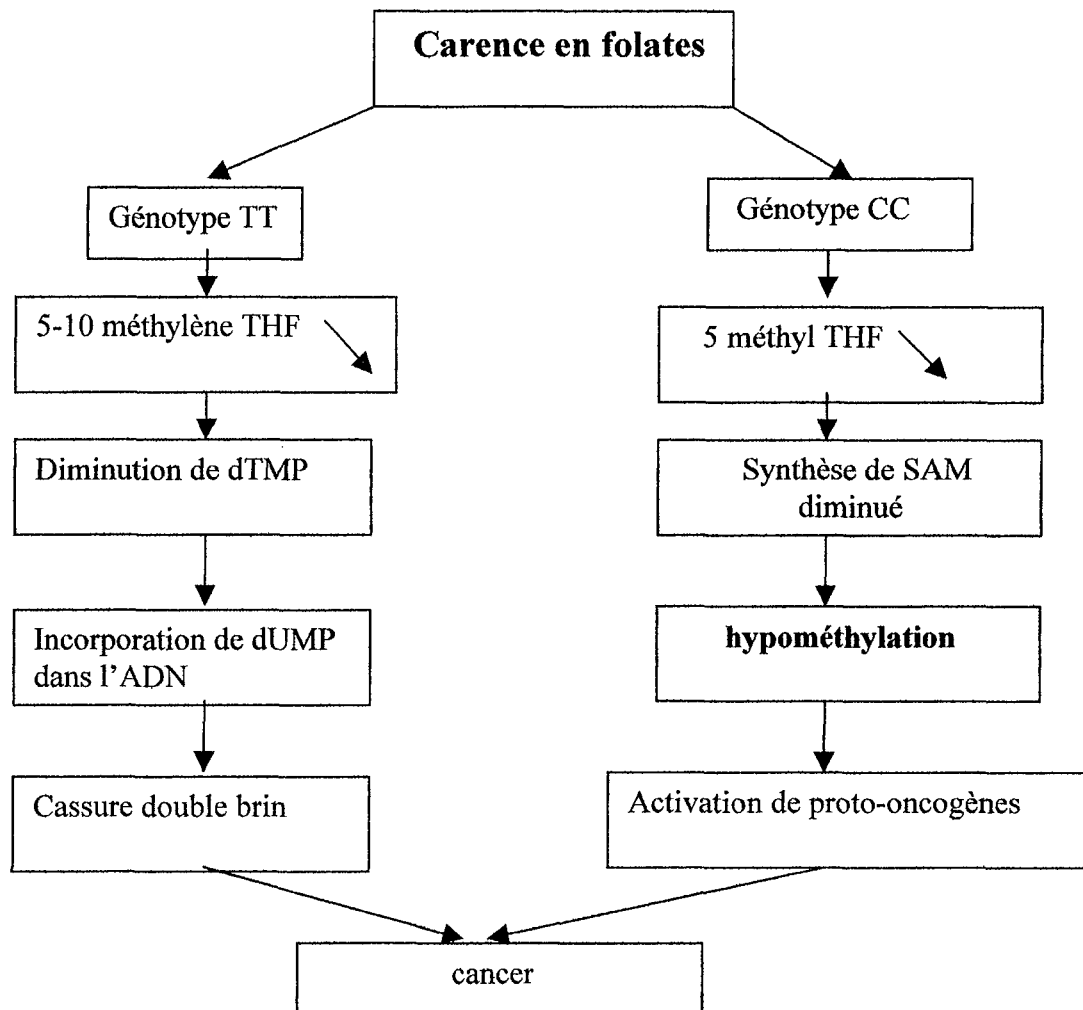 Carence en folates
Génotype TT
Génotype CC
5-10 méthylène THF
5 méthyl THF
Diminution de dTMP
Synthèse de SAM
diminué
Incorporation de dUMP
dans l'ADN
hypométhylation
Cassure double brin
Activation de proto-oncogènes
cancer